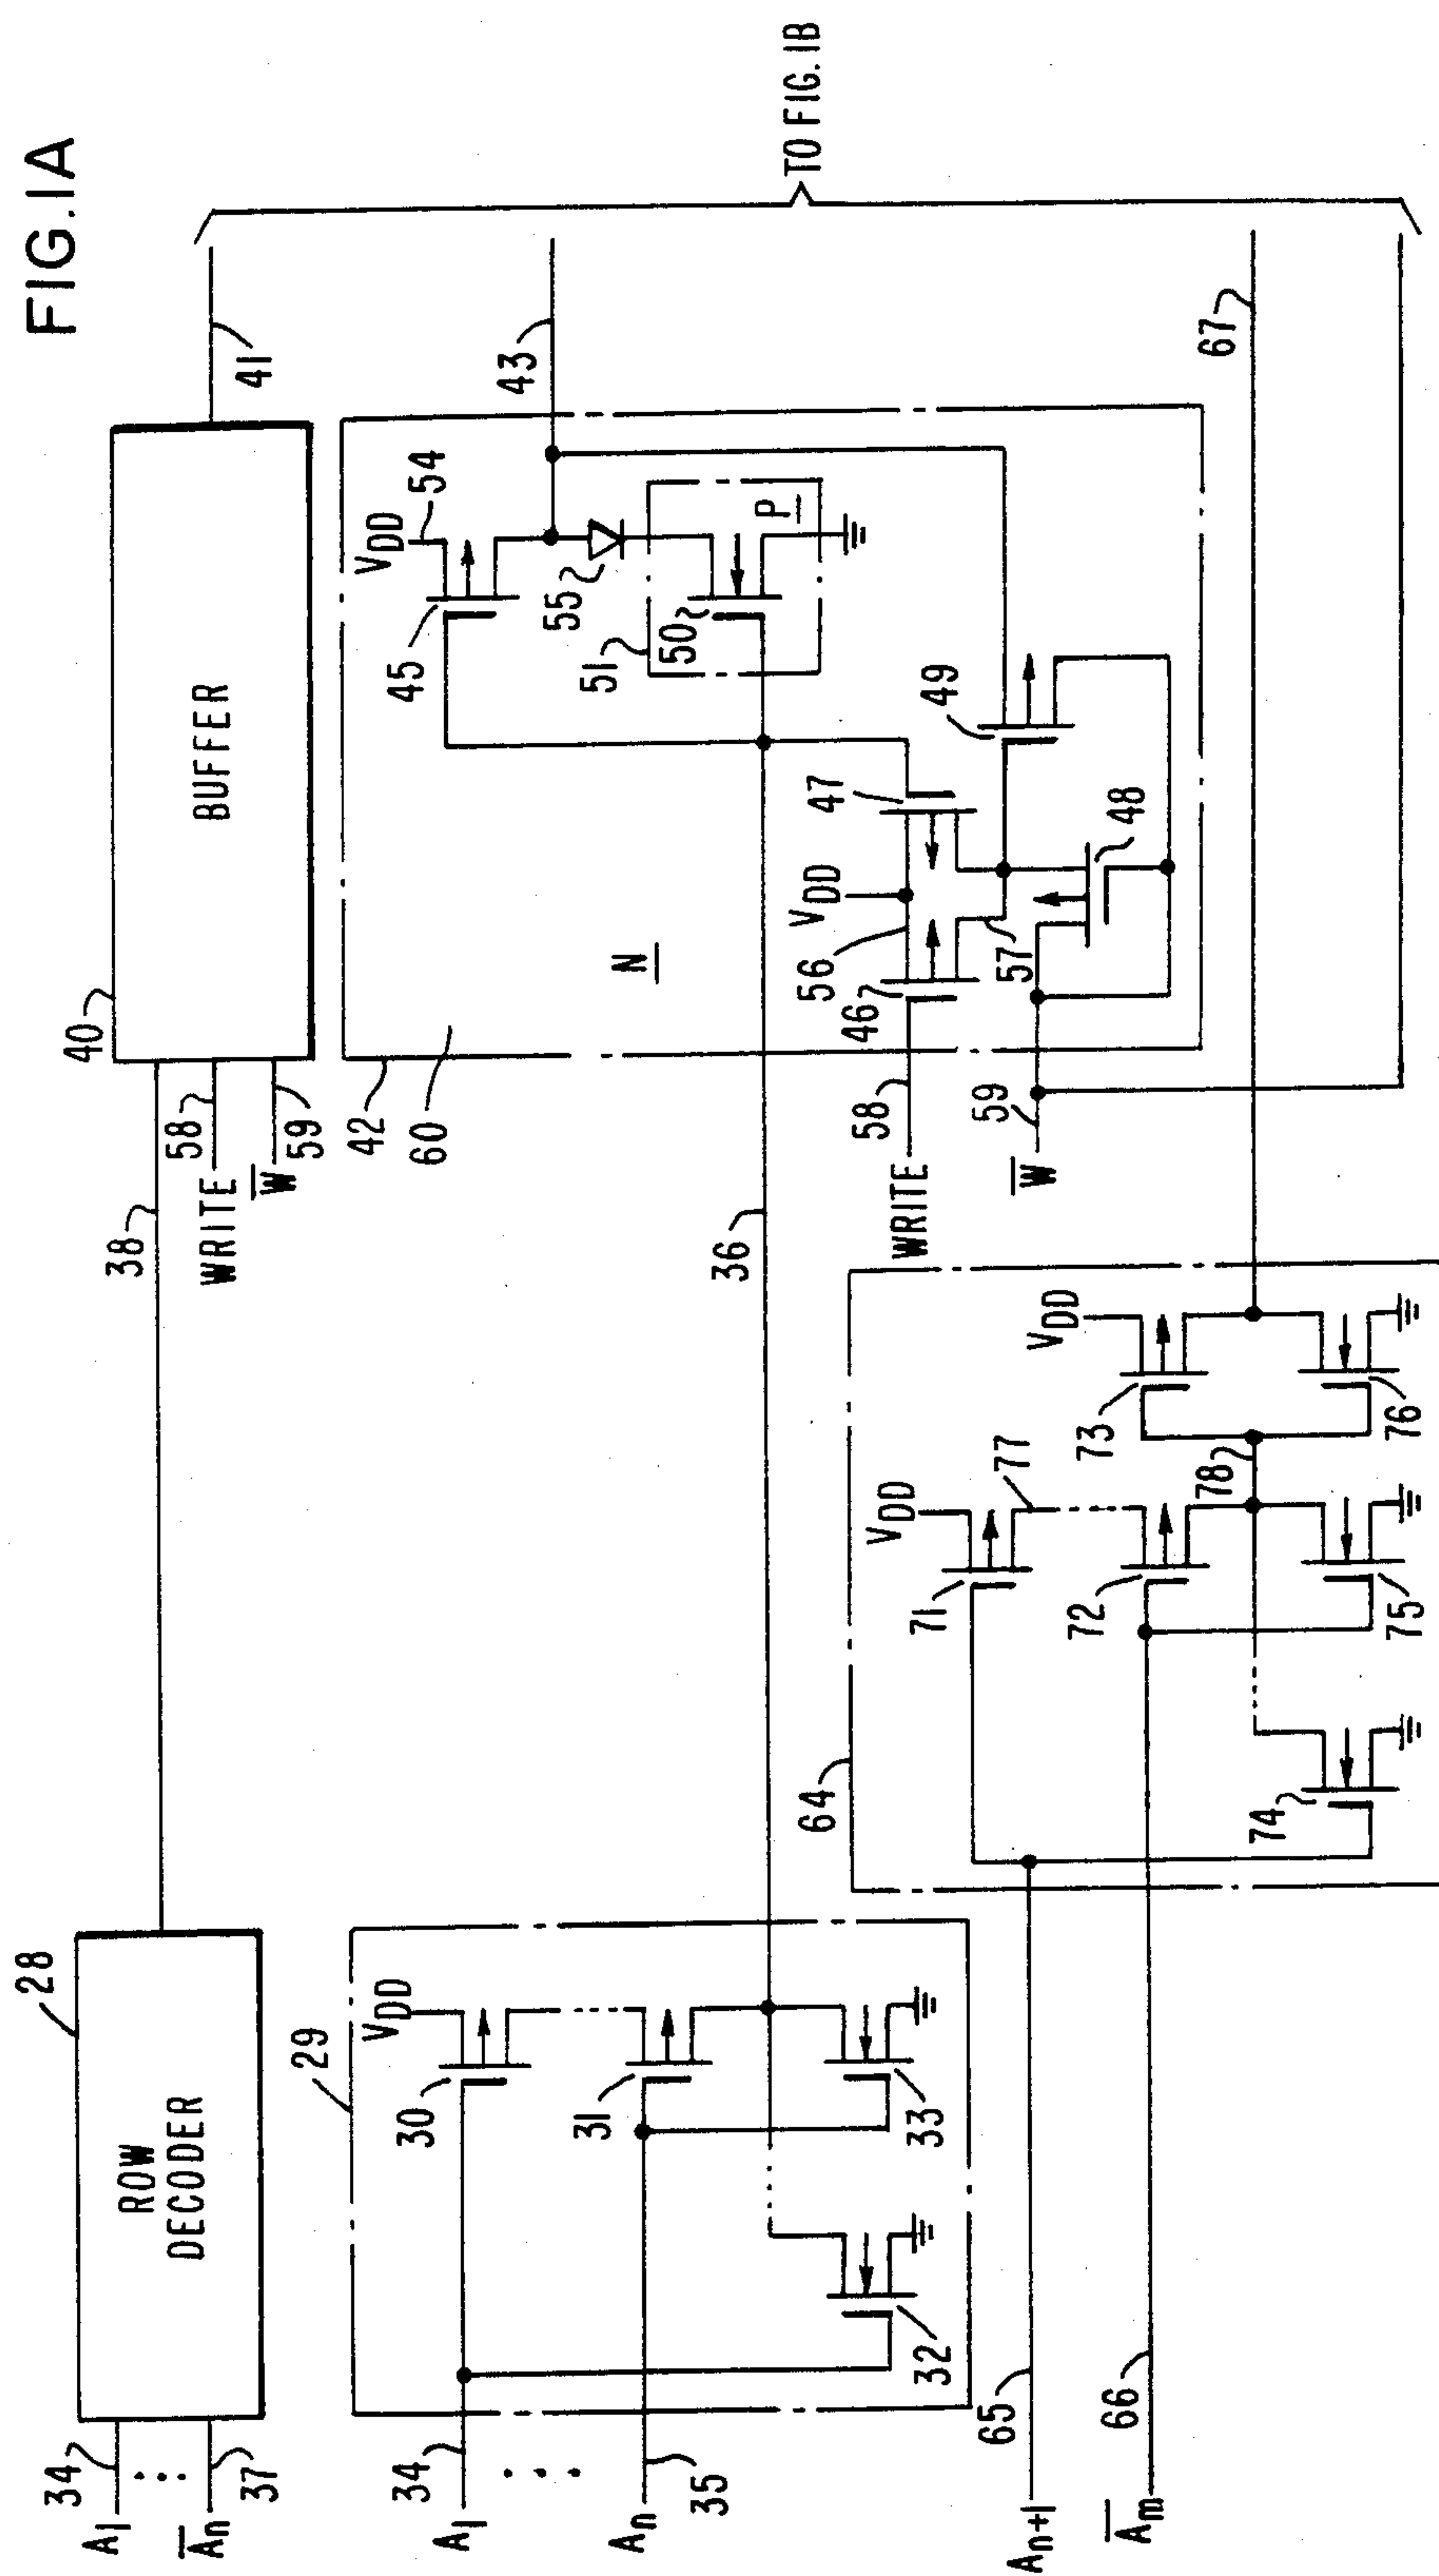 FIG.1A
TO FIG. 1B
41
43
67
40
BUFFER
38
58
WRITE
W̅
59
VDD
54
45
55
51
50
P
N
42
60
36
47
49
VDD
56
46
57
48
58
WRITE
59
W̅
28
ROW
DECODER
34
A1
A̅n
37
29
VDD
30
31
33
32
34
A1
An
35
64
VDD
71
77
VDD
73
72
78
76
75
74
65
An+1
66
A̅m